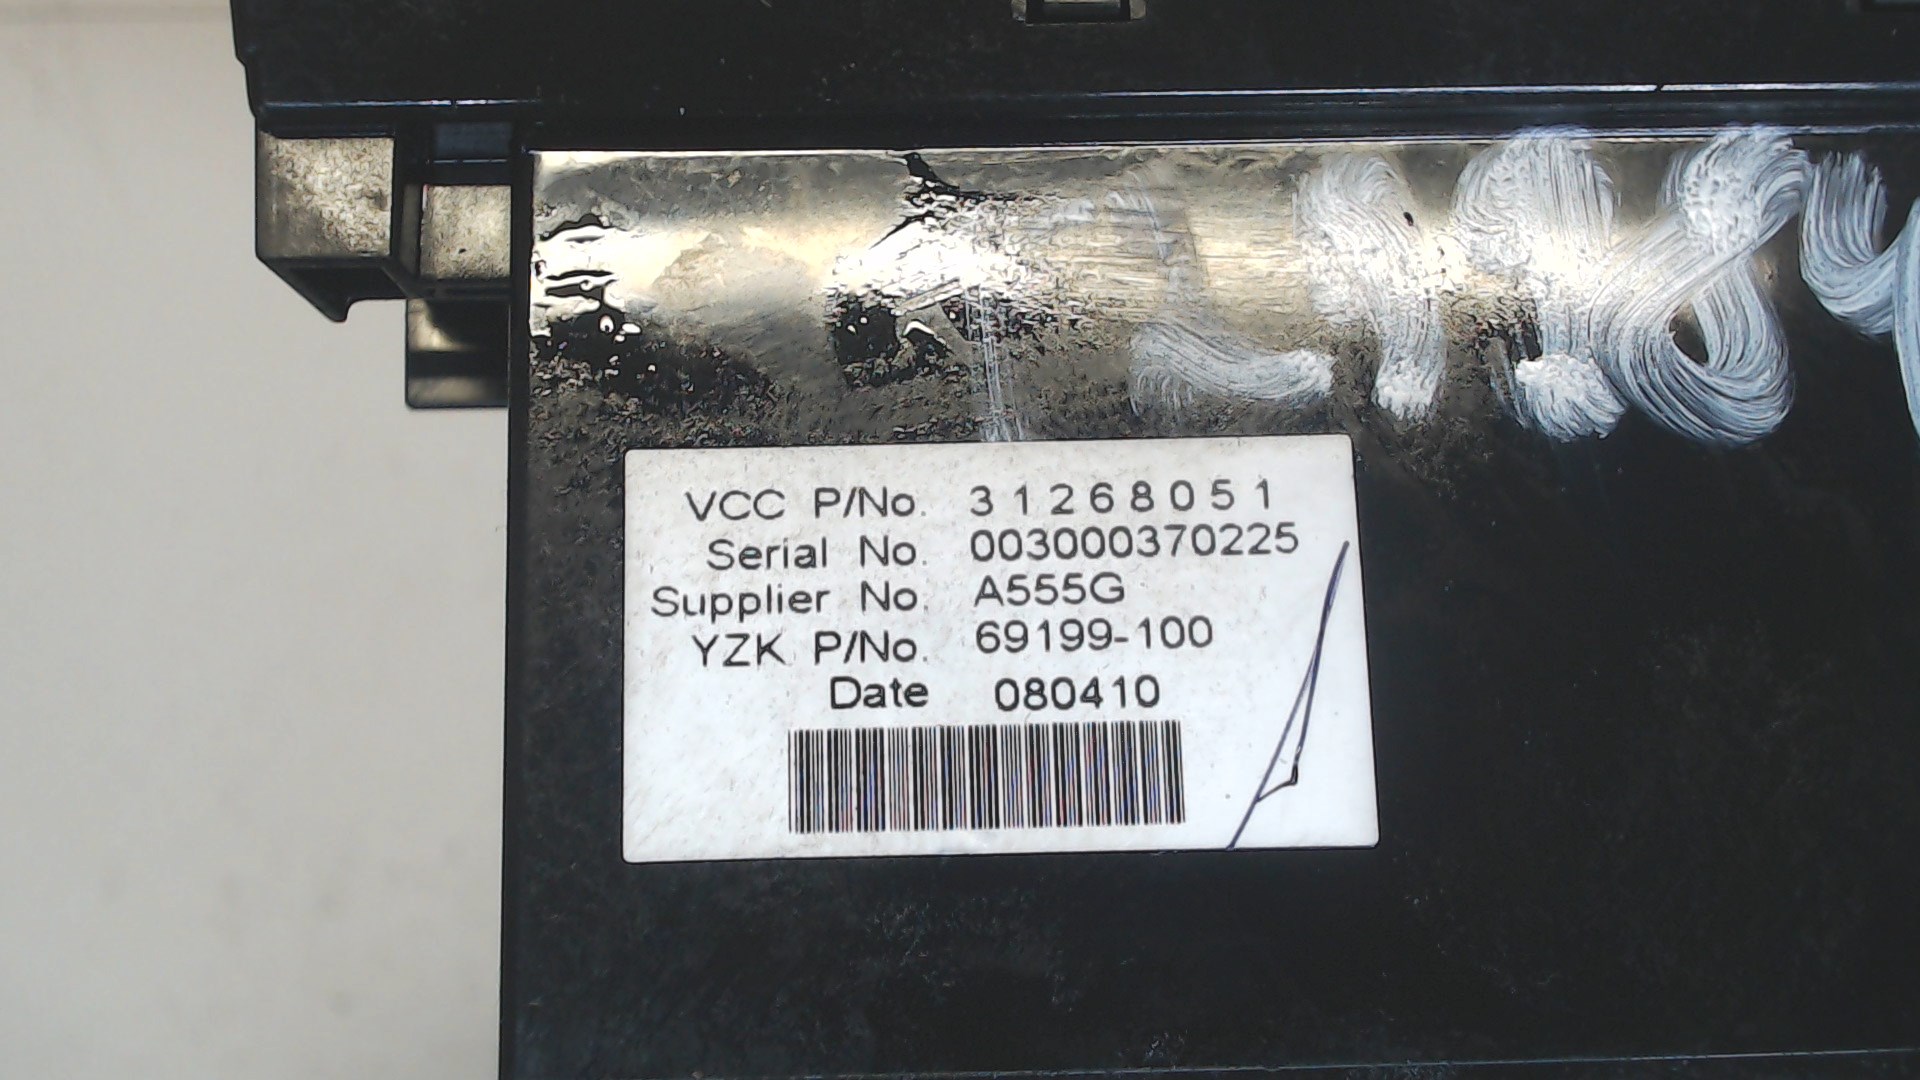 VCC P/No. 31268051
Serial No. 003000370225
Supplier No. A555G
YZK P/No. 69199-100
Date 080410